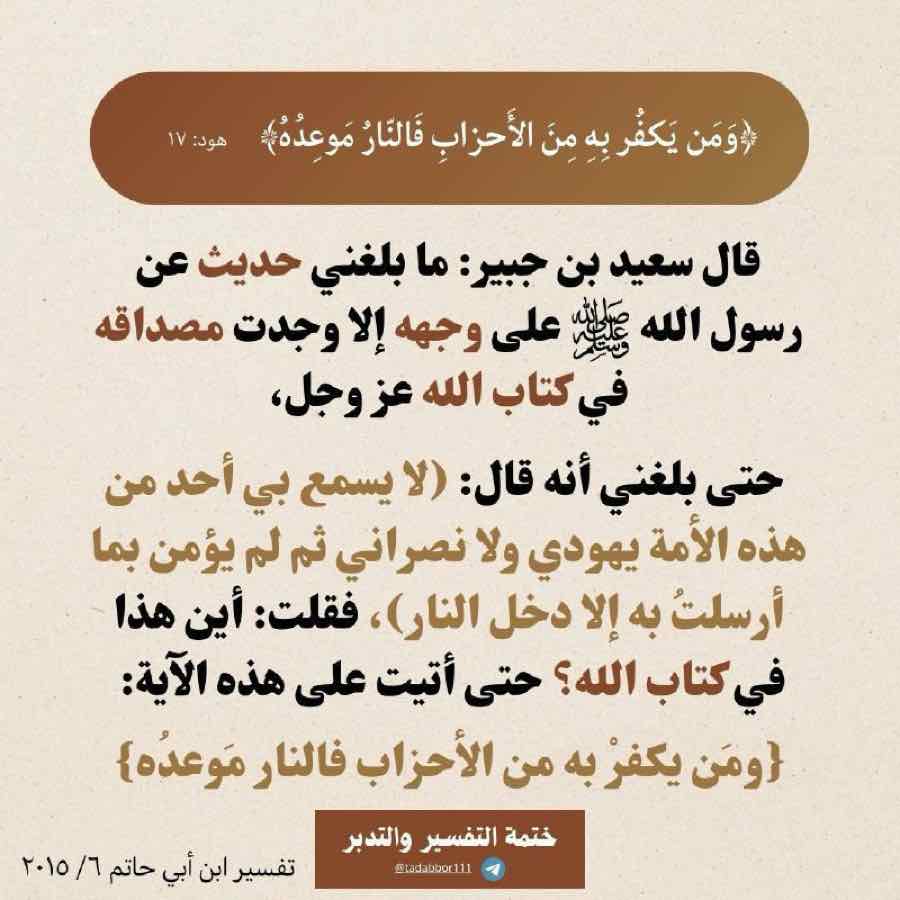 ﴿وَمَن يَكفُر بِهِ مِنَ الأَحزابِ فَالنّارُ مَوعِدُهُ﴾ هود: ١٧
قال سعيد بن جبير: ما بلغني حديث عن
رسول الله ﷺ على وجهه إلا وجدت مصداقه
في كتاب الله عز وجل،
حتى بلغني أنه قال: (لا يسمع بي أحد من
هذه الأمة يهودي ولا نصراني ثم لم يؤمن بما
أرسلتُ به إلا دخل النار)، فقلت: أين هذا
في كتاب الله؟ حتى أتيت على هذه الآية:
{ومَن يكفرْ به من الأحزاب فالنار مَوعدُه}
ختمة التفسير والتدبر
@tadabbor111
تفسير ابن أبي حاتم ٦/ ٢٠١٥